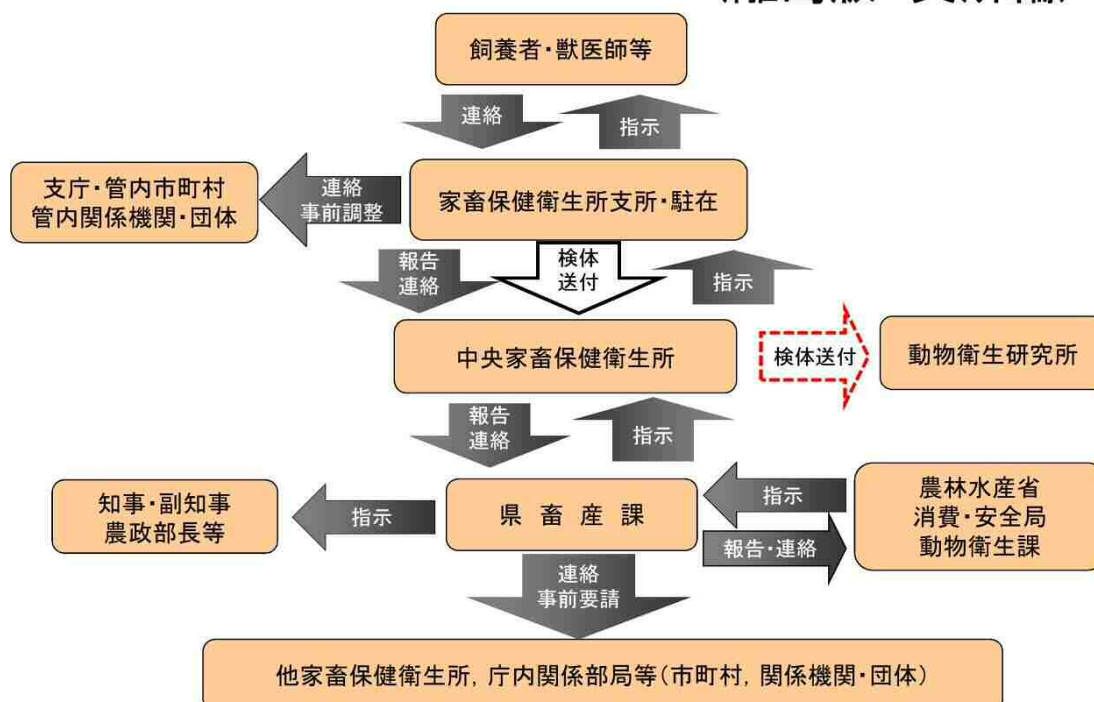 飼養者・獣医師等
連絡
指示
支庁・管内市町村
管内関係機関・団体
連絡
事前調整
家畜保健衛生所支所・駐在
報告
連絡
検体
送付
指示
中央家畜保健衛生所
検体送付
動物衛生研究所
報告
連絡
指示
知事・副知事
農政部長等
指示
県畜産課
指示
報告・連絡
農林水産省
消費・安全局
動物衛生課
連絡
事前要請
他家畜保健衛生所，庁内関係部局等（市町村，関係機関・団体）